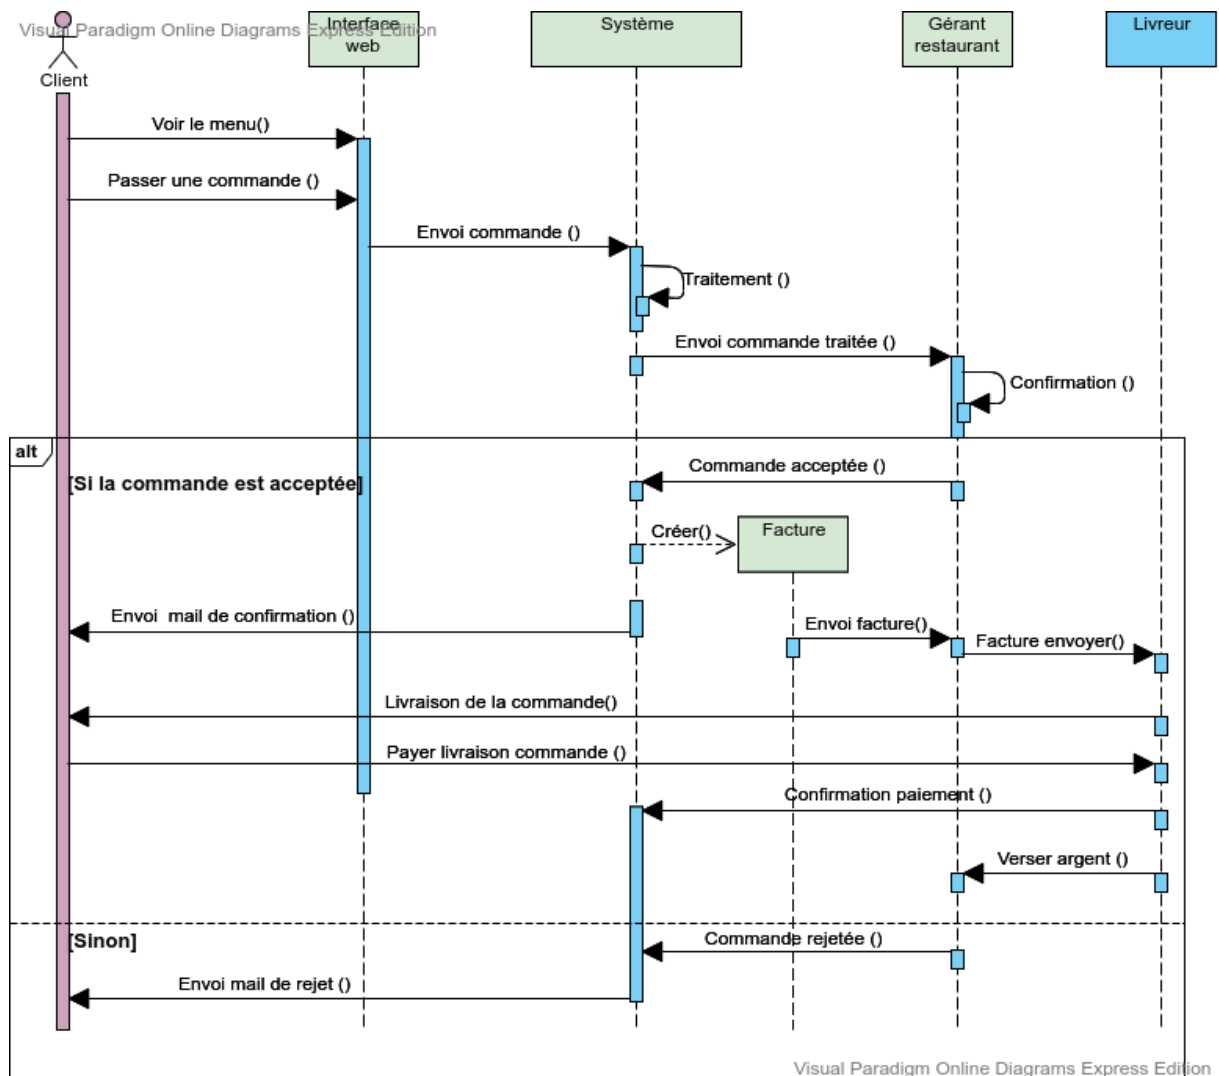 Visual Paradigm Online Diagrams Express Edition
Client
Interface
web
Système
Gérant
restaurant
Livreur
Voir le menu()
Passer une commande ()
Envoi commande ()
Traitement ()
Envoi commande traitée ()
Confirmation ()
alt
[Si la commande est acceptée]
Commande acceptée ()
Créer()
Facture
Envoi  mail de confirmation ()
Envoi facture()
Facture envoyer()
Livraison de la commande()
Payer livraison commande ()
Confirmation paiement ()
Verser argent ()
[Sinon]
Commande rejetée ()
Envoi mail de rejet ()
Visual Paradigm Online Diagrams Express Edition